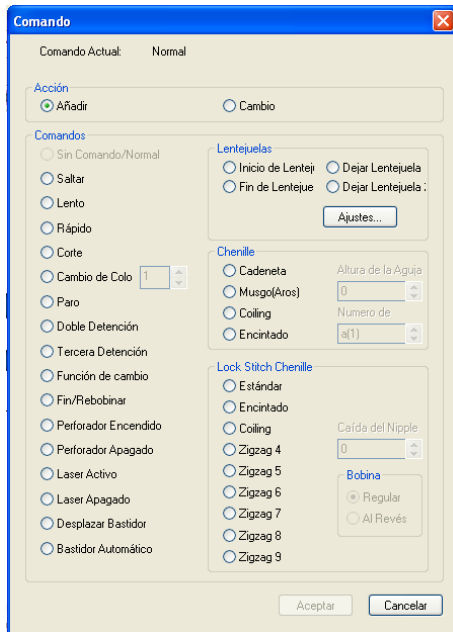 Comando
Comando Actual: Normal
Acción
Añadir
Cambio
Comandos
Sin Comando/Normal
Saltar
Lento
Rápido
Corte
Cambio de Colo 1
Paro
Doble Detención
Tercera Detención
Función de cambio
Fin/Rebobinar
Perforador Encendido
Perforador Apagado
Laser Activo
Laser Apagado
Desplazar Bastidor
Bastidor Automático
Lentejuelas
Inicio de Lentej Dejar Lentejuela
Fin de Lentejue Dejar Lentejuela :
Ajustes...
Chenille
Cadeneta
Musgo(Aros)
Coiling
Encintado
Altura de la Aguja
0
Numero de
a(1)
Lock Stitch Chenille
Estándar
Encintado
Coiling
Zigzag 4
Zigzag 5
Zigzag 6
Zigzag 7
Zigzag 8
Zigzag 9
Caída del Nipple
0
Bobina
Regular
Al Revés
Aceptar
Cancelar